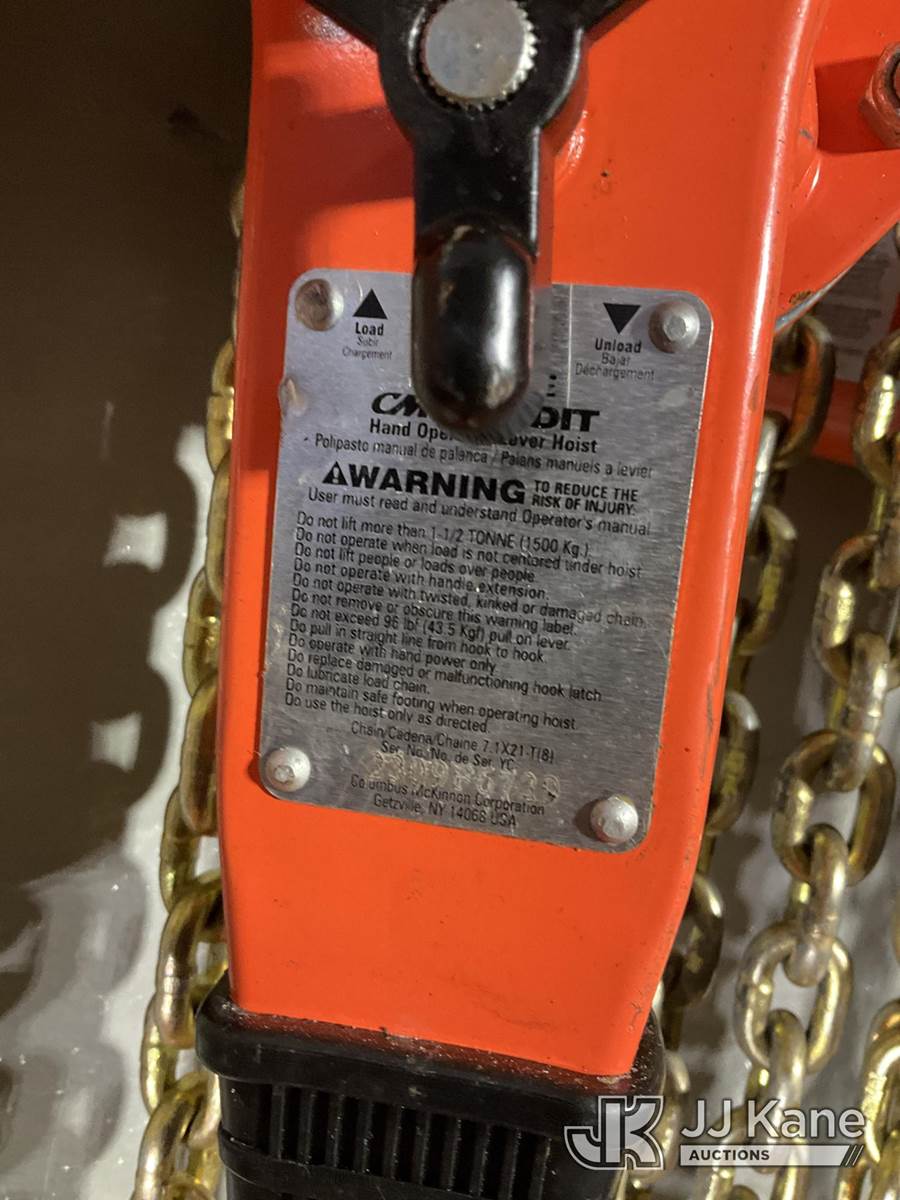 Load
Subir
Chargement
Unload
Bajar
Déchargement
DIT
Hand Lever Hoist
Polipasto manual de palanca / Palans manuels a levier
WARNING TO REDUCE THE
RISK OF INJURY:
User must read and understand Operator's manual
Do not lift more than 1-1/2 TONNE (1500 Kg.)
Do not operate when load is not centered under hoist
Do not lift people or loads over people.
Do not operate with handle extension.
Do not operate with twisted, kinked or damaged chain.
Do not remove or obscure this warning label.
Do not exceed 96 lbf (43.5 Kgf) pull on lever.
Do pull in straight line from hook to hook.
Do operate with hand power only.
Do replace damaged or malfunctioning hook latch
Do lubricate load chain.
Do maintain safe footing when operating hoist.
Do use the hoist only as directed.
Chain/Cadena/Chaine 7.1X21-T(8)
Ser. No./No. de Ser. YC
Columbus McKinnon Corporation
Getzville, NY 14068 USA
JK JJ Kane
AUCTIONS